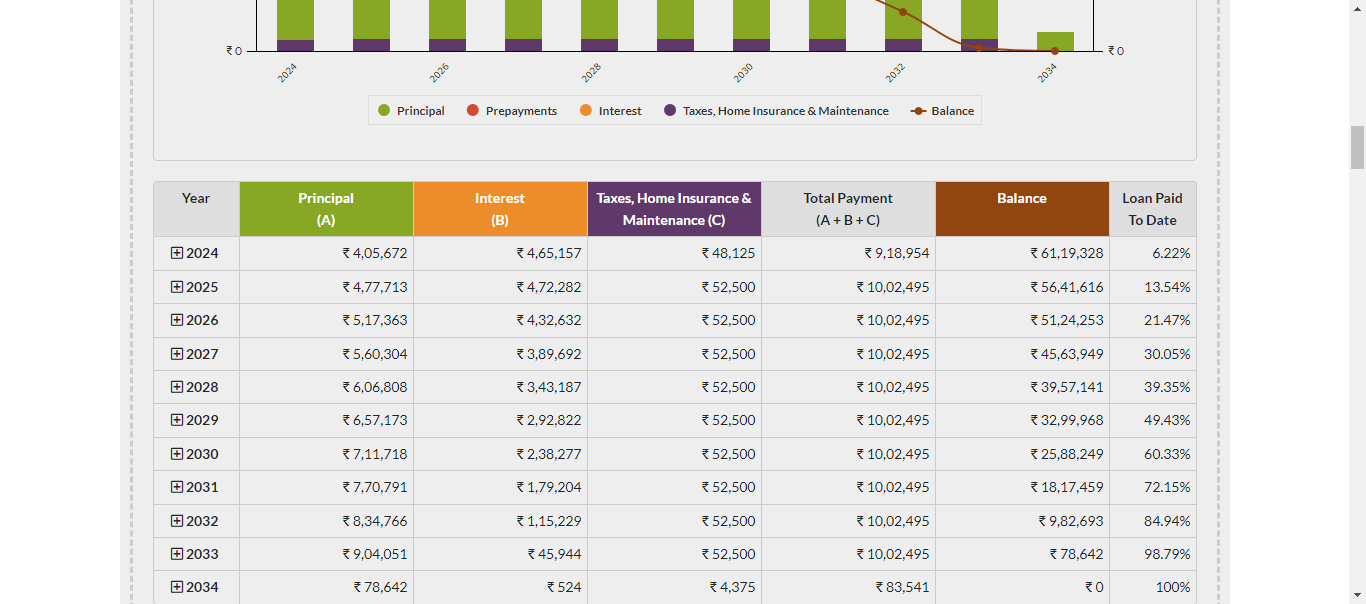 ₹ 0 ₹ 0
2024 2026 2028 2030 2032 2034
Principal Prepayments Interest Taxes, Home Insurance & Maintenance Balance
Year Principal (A) Interest (B) Taxes, Home Insurance & Maintenance (C) Total Payment (A + B + C) Balance Loan Paid To Date
2024 ₹ 4,05,672 ₹ 4,65,157 ₹ 48,125 ₹ 9,18,954 ₹ 61,19,328 6.22%
2025 ₹ 4,77,713 ₹ 4,72,282 ₹ 52,500 ₹ 10,02,495 ₹ 56,41,616 13.54%
2026 ₹ 5,17,363 ₹ 4,32,632 ₹ 52,500 ₹ 10,02,495 ₹ 51,24,253 21.47%
2027 ₹ 5,60,304 ₹ 3,89,692 ₹ 52,500 ₹ 10,02,495 ₹ 45,63,949 30.05%
2028 ₹ 6,06,808 ₹ 3,43,187 ₹ 52,500 ₹ 10,02,495 ₹ 39,57,141 39.35%
2029 ₹ 6,57,173 ₹ 2,92,822 ₹ 52,500 ₹ 10,02,495 ₹ 32,99,968 49.43%
2030 ₹ 7,11,718 ₹ 2,38,277 ₹ 52,500 ₹ 10,02,495 ₹ 25,88,249 60.33%
2031 ₹ 7,70,791 ₹ 1,79,204 ₹ 52,500 ₹ 10,02,495 ₹ 18,17,459 72.15%
2032 ₹ 8,34,766 ₹ 1,15,229 ₹ 52,500 ₹ 10,02,495 ₹ 9,82,693 84.94%
2033 ₹ 9,04,051 ₹ 45,944 ₹ 52,500 ₹ 10,02,495 ₹ 78,642 98.79%
2034 ₹ 78,642 ₹ 524 ₹ 4,375 ₹ 83,541 ₹ 0 100%